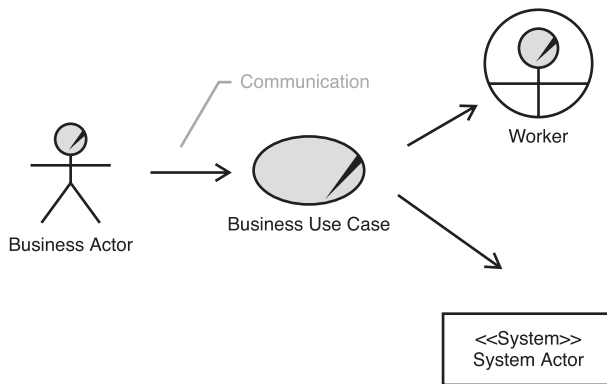 Communication
Worker
Business Use Case
Business Actor
<<System>>
System Actor